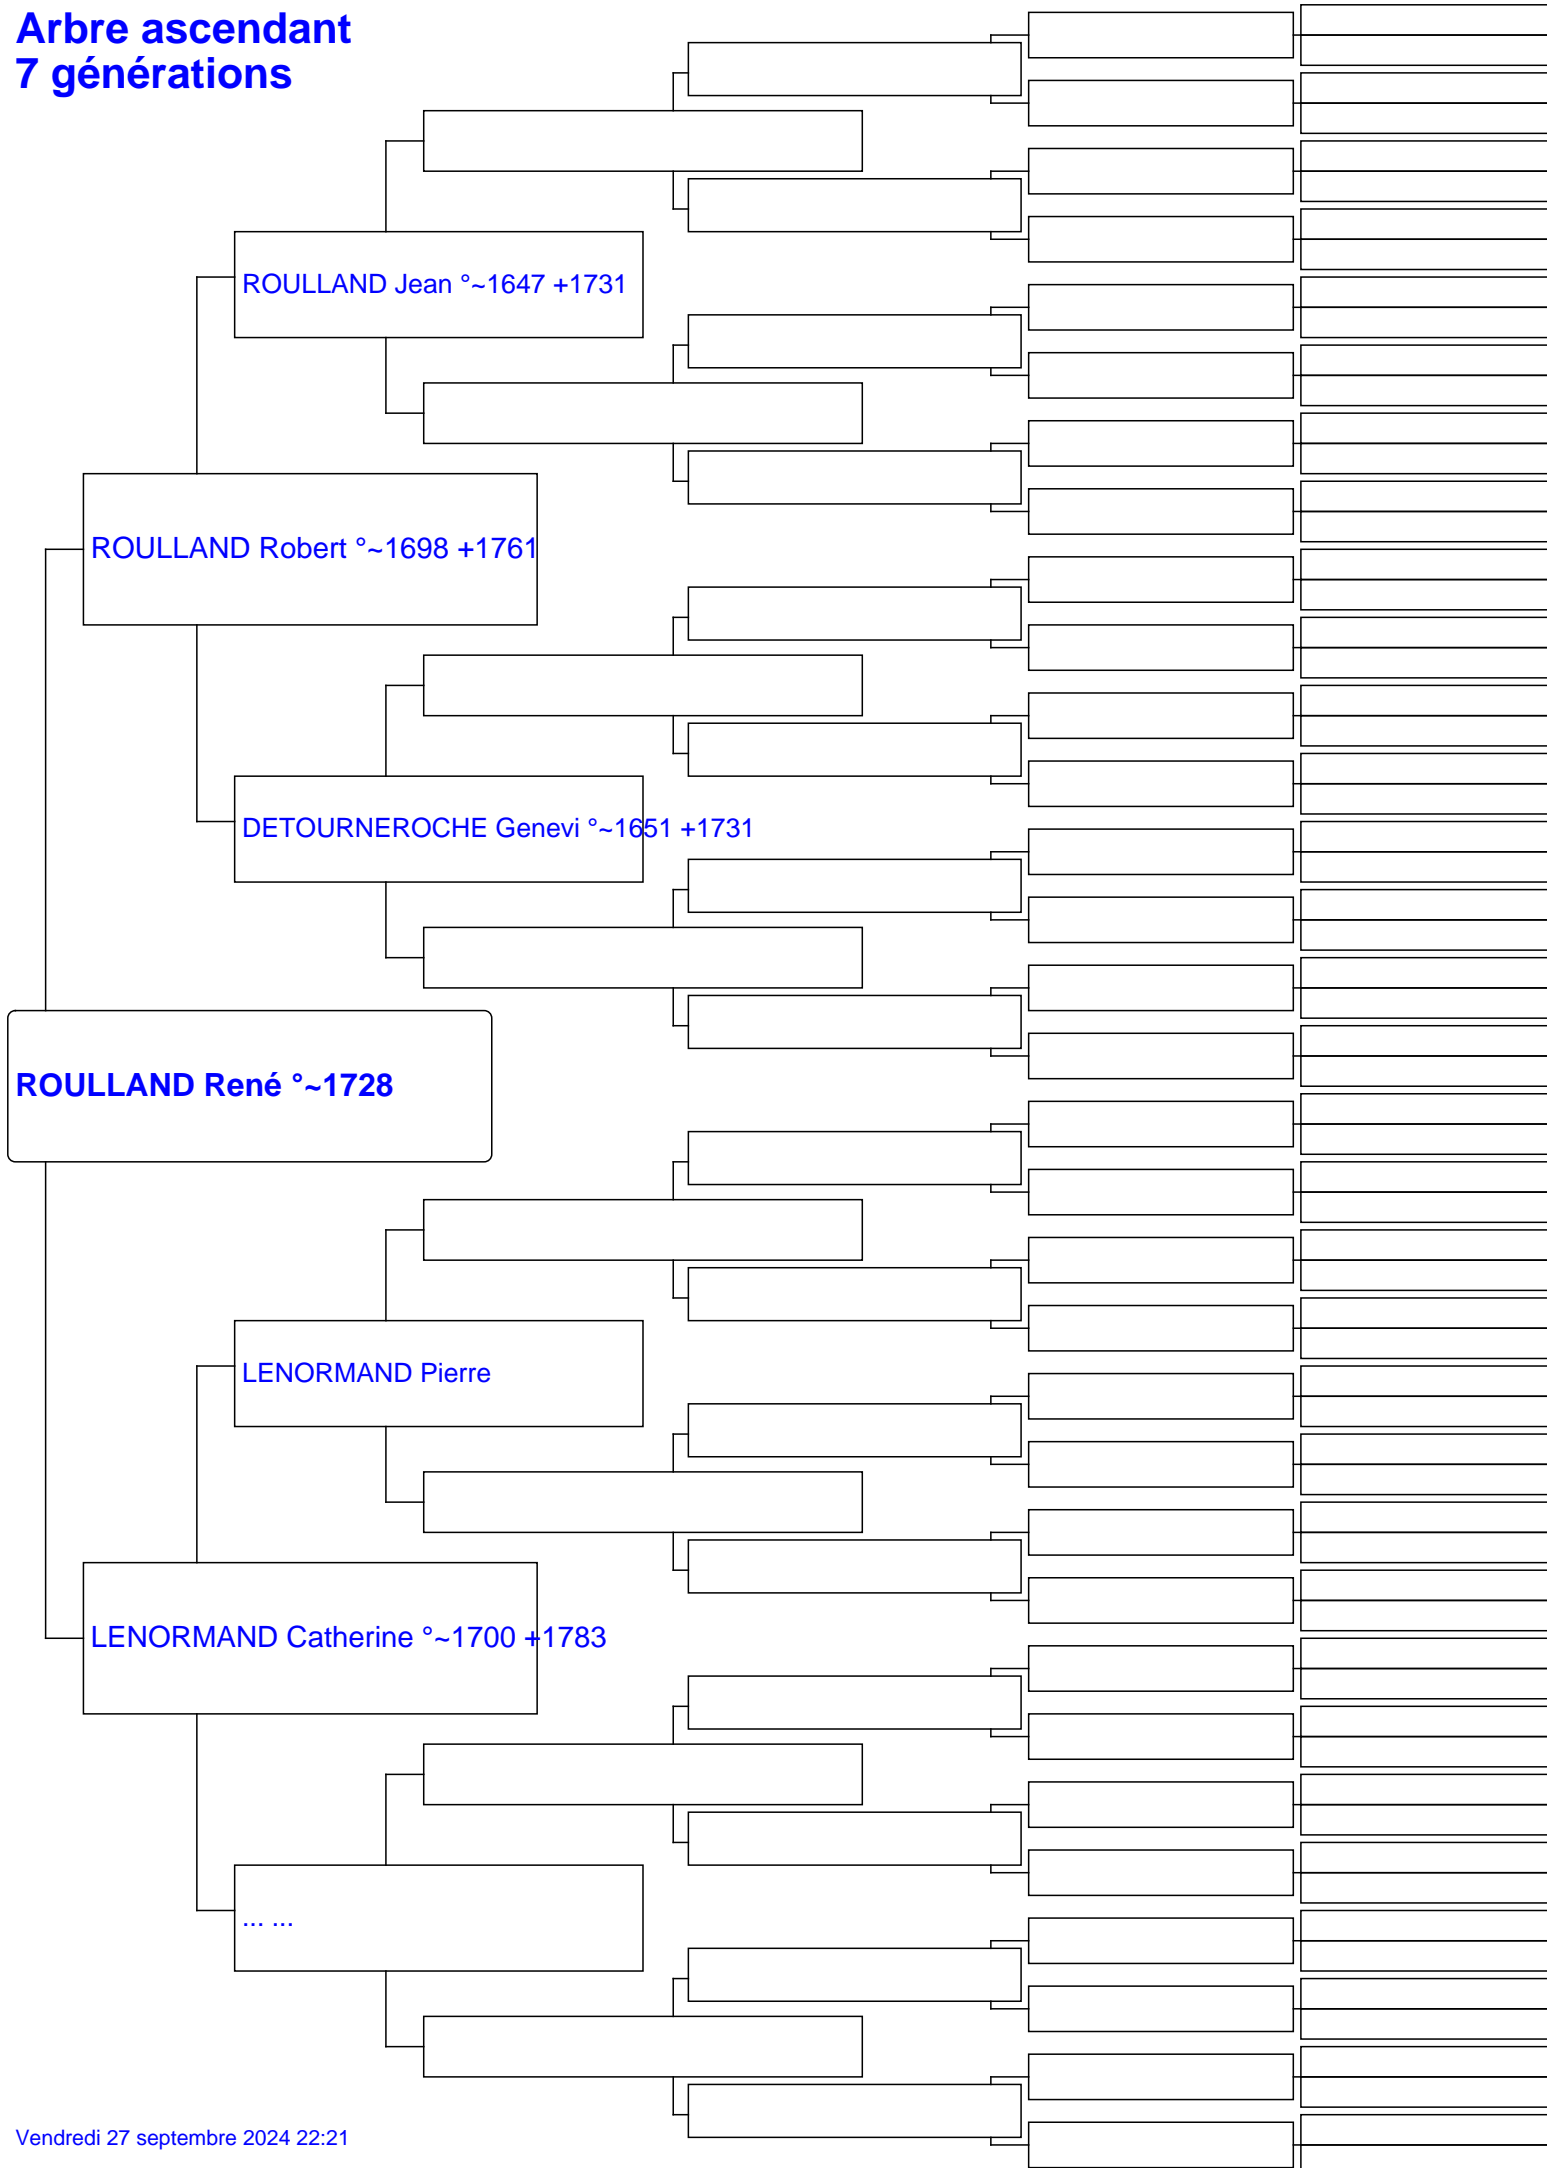 Arbre ascendant
7 générations
ROULLAND Jean °~1647 +1731
ROULLAND Robert °~1698 +1761
DETOURNEROCHE Genevi °~1651 +1731
ROULLAND René °~1728
LENORMAND Pierre
LENORMAND Catherine °~1700 +1783
... ...
Vendredi 27 septembre 2024 22:21